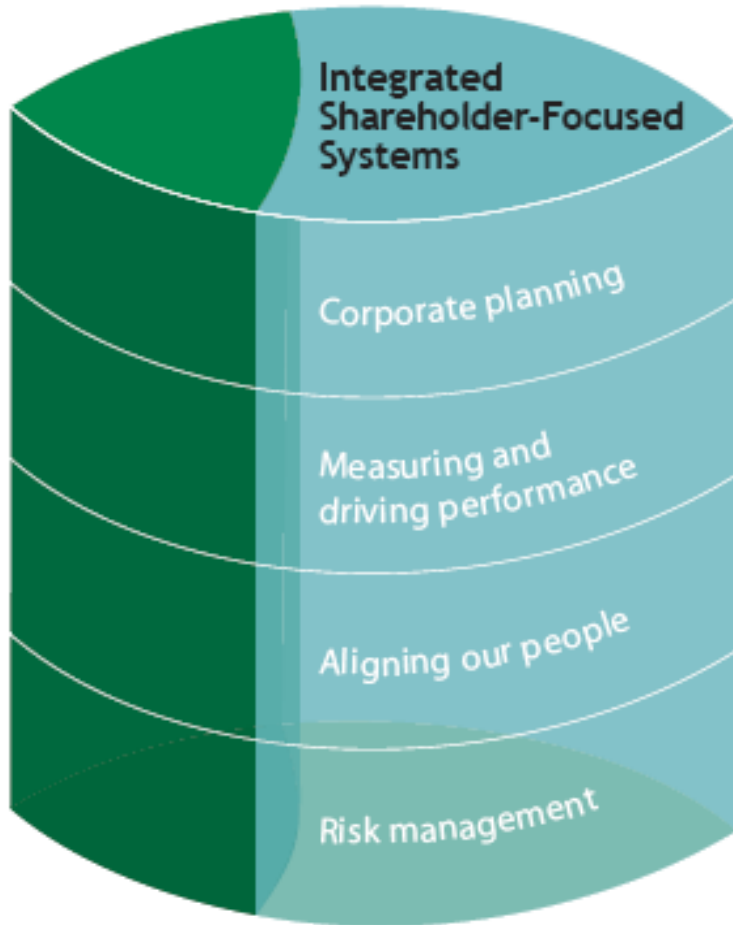 Integrated
Shareholder-Focused
Systems
Corporate planning
Measuring and
driving performance
Aligning our people
Risk management